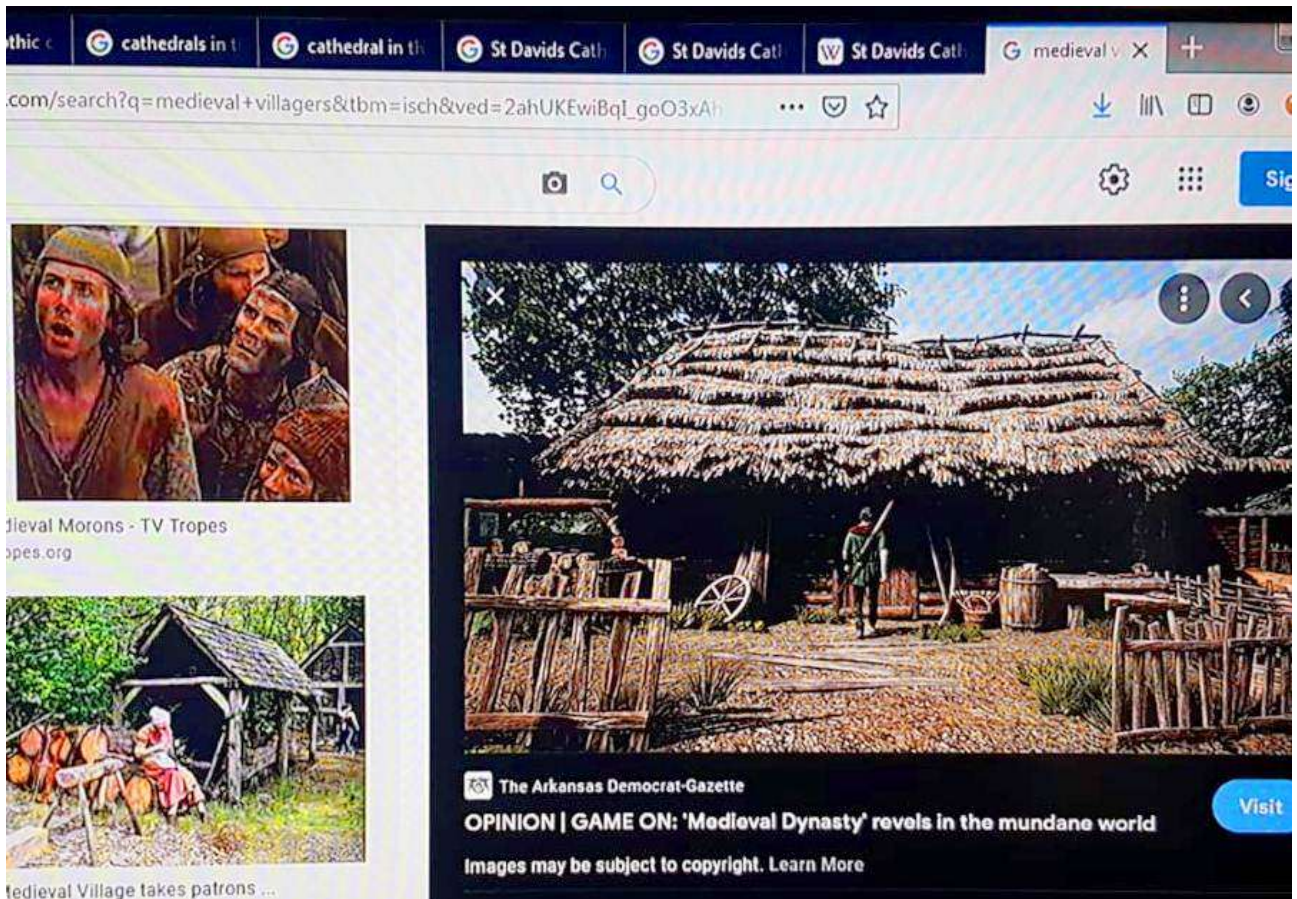 thic c
cathedrals in t
cathedral in th
St Davids Cath
St Davids Cat
W St Davids Cath
medieval v
.com/search?q=medieval+villagers&tbm=isch&ved=2ahUKEwiBqI_goO3xAh
Sig
dieval Morons - TV Tropes
opes.org
The Arkansas Democrat-Gazette
OPINION | GAME ON: 'Medieval Dynasty' revels in the mundane world
Visit
Images may be subject to copyright. Learn More
Medieval Village takes patrons ...